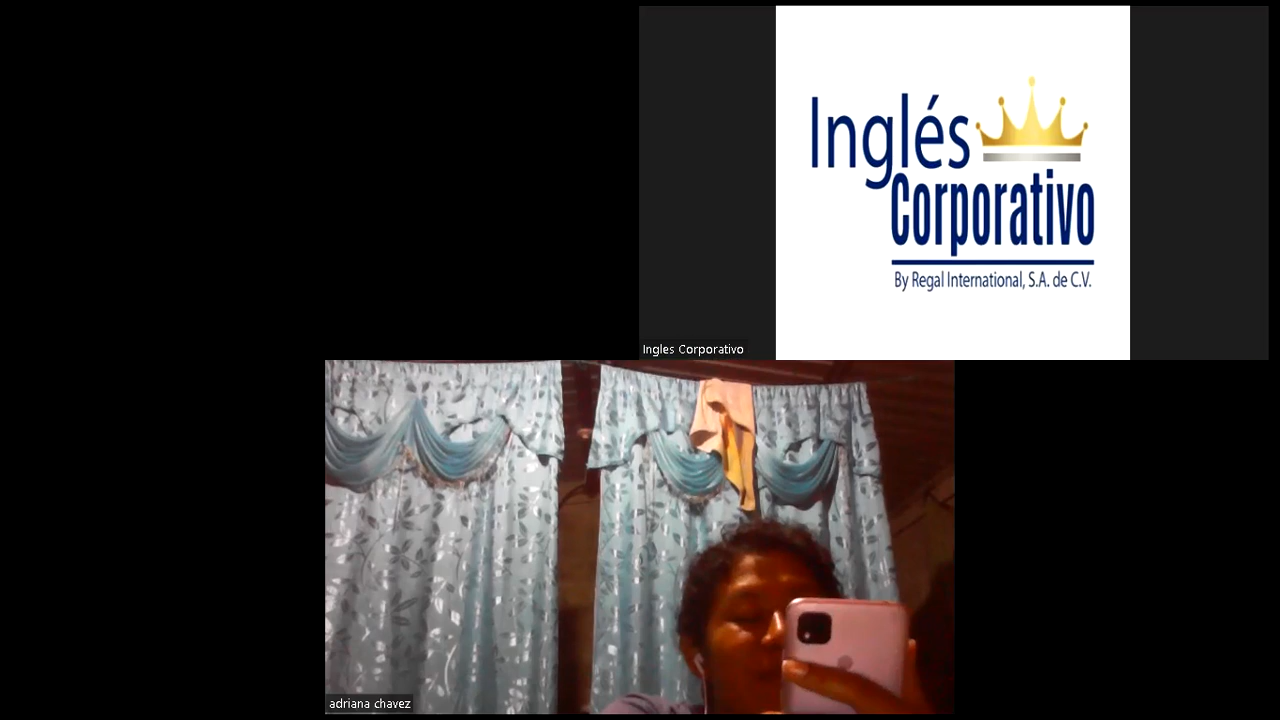 Inglés
Corporativo
By Regal International, S.A. de C.V.
Ingles Corporativo
adriana chavez